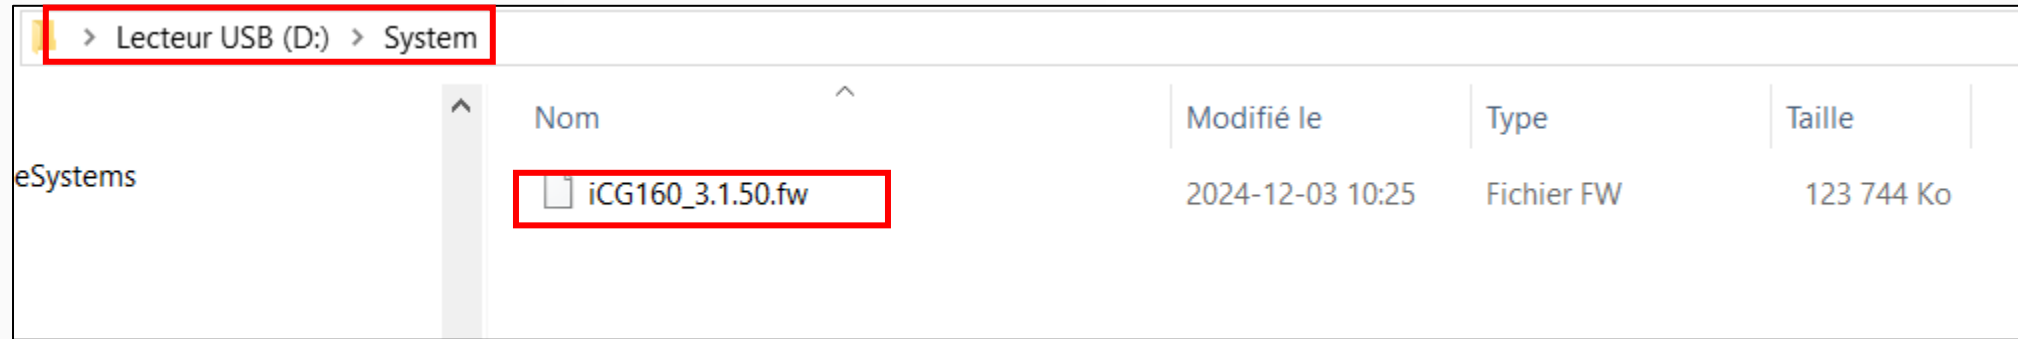 > Lecteur USB (D:) > System
Nom Modifié le Type Taille
eSystems
iCG160_3.1.50.fw 2024-12-03 10:25 Fichier FW 123 744 Ko